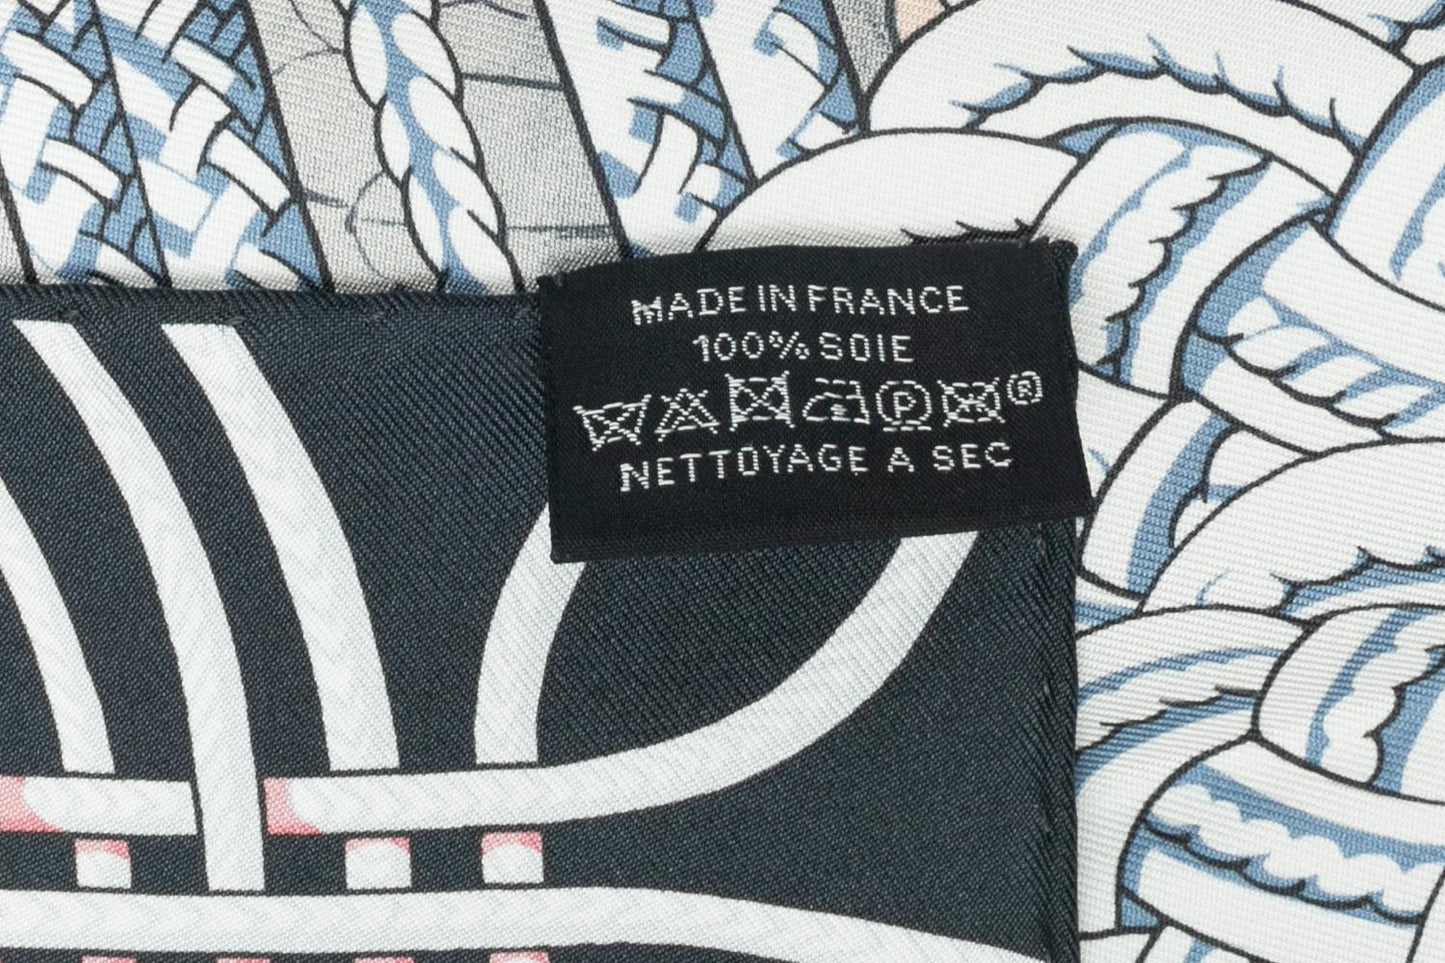 MADE IN FRANCE
100% SOIE
P ®
NETTOYAGE A SEC